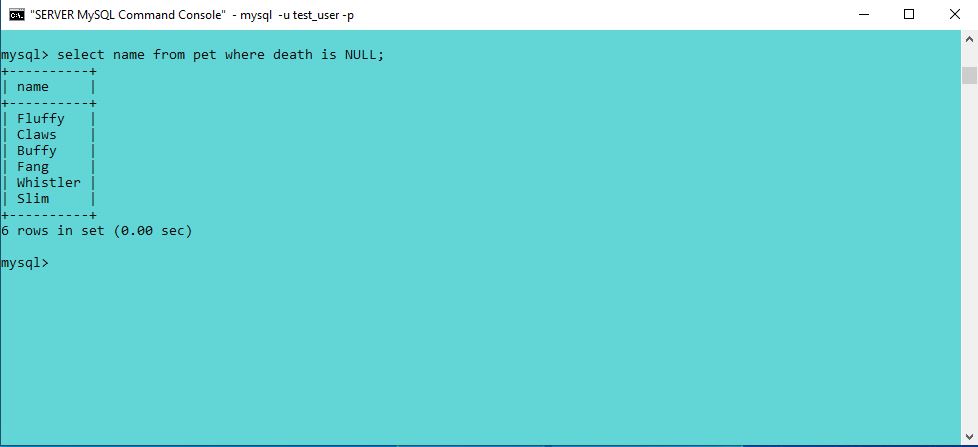 "SERVER MySQL Command Console" - mysql -u test_user -p
mysql> select name from pet where death is NULL;
+----------+
| name     |
+----------+
| Fluffy   |
| Claws    |
| Buffy    |
| Fang     |
| Whistler |
| Slim     |
+----------+
6 rows in set (0.00 sec)
mysql>